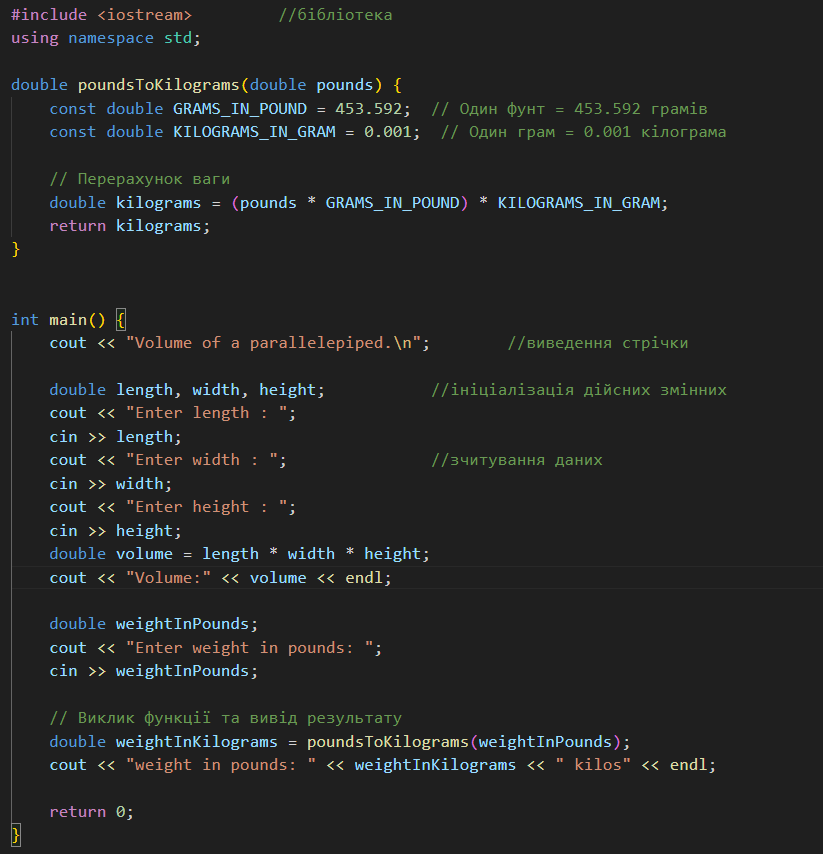 #include <iostream>         //бібліотека
using namespace std;
double poundsToKilograms(double pounds) {
    const double GRAMS_IN_POUND = 453.592;  // Один фунт = 453.592 грамів
    const double KILOGRAMS_IN_GRAM = 0.001;  // Один грам = 0.001 кілограма
    // Перерахунок ваги
    double kilograms = (pounds * GRAMS_IN_POUND) * KILOGRAMS_IN_GRAM;
    return kilograms;
}
int main() {
    cout << "Volume of a parallelepiped.\n";        //виведення стрічки
    double length, width, height;           //ініціалізація дійсних змінних
    cout << "Enter length : ";
    cin >> length;
    cout << "Enter width : ";               //зчитування даних
    cin >> width;
    cout << "Enter height : ";
    cin >> height;
    double volume = length * width * height;
    cout << "Volume:" << volume << endl;
    double weightInPounds;
    cout << "Enter weight in pounds: ";
    cin >> weightInPounds;
    // Виклик функції та вивід результату
    double weightInKilograms = poundsToKilograms(weightInPounds);
    cout << "weight in pounds: " << weightInKilograms << " kilos" << endl;
    return 0;
}